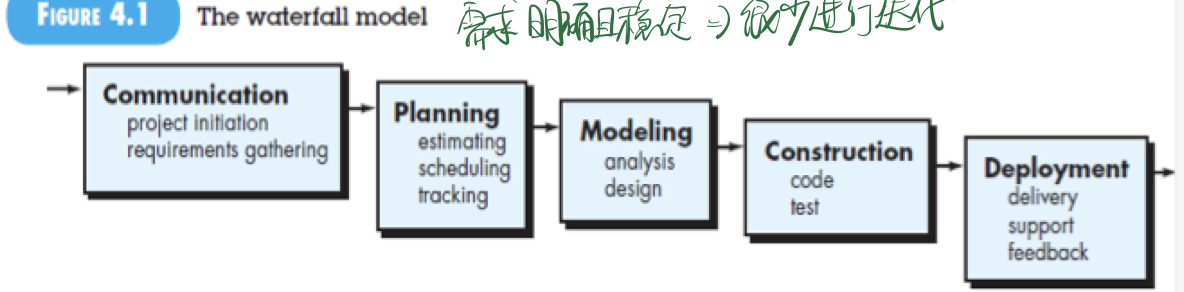 FIGURE 4.1 The waterfall model 需求明确且稳定 => 很少进行迭代
Communication
project initiation
requirements gathering
Planning
estimating
scheduling
tracking
Modeling
analysis
design
Construction
code
test
Deployment
delivery
support
feedback